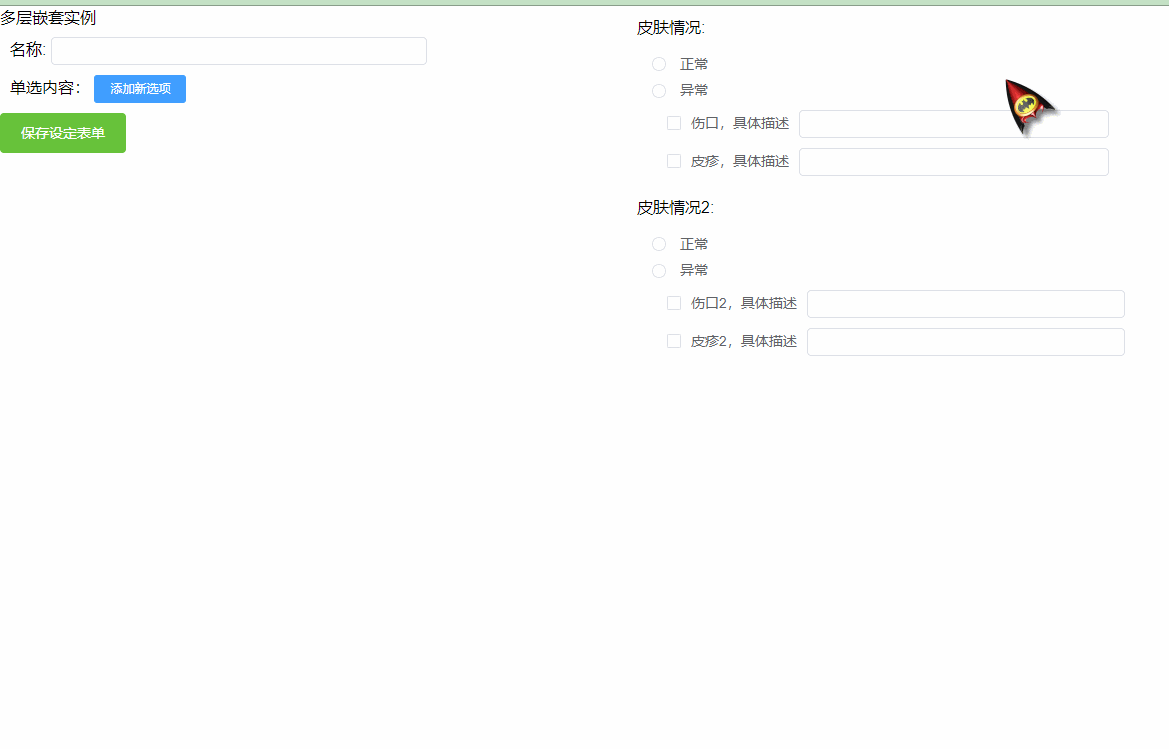 多层嵌套实例
名称:
单选内容： 添加新选项
保存设定表单
皮肤情况:
正常
异常
伤口，具体描述
皮疹，具体描述
皮肤情况2:
正常
异常
伤口2，具体描述
皮疹2，具体描述